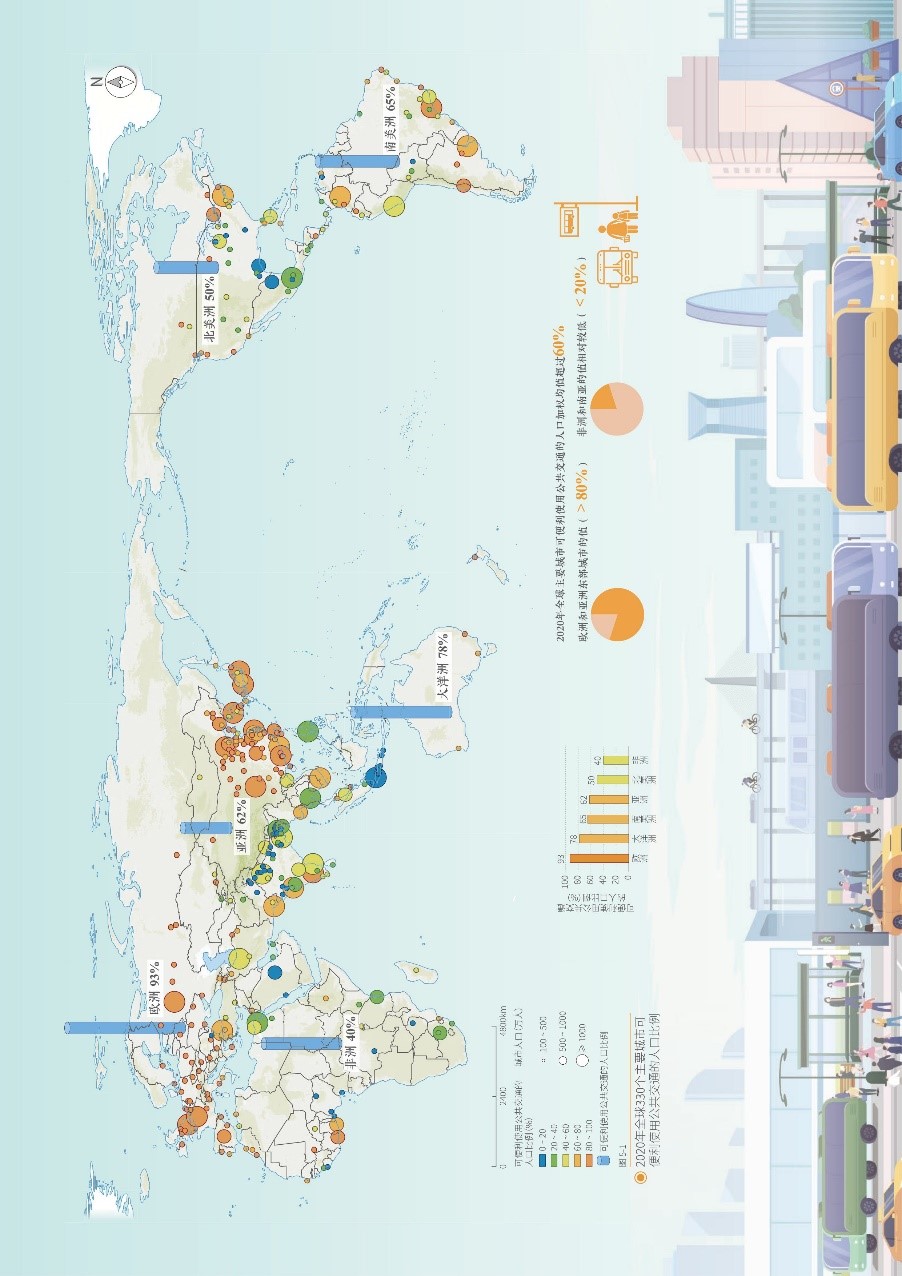 N
欧洲 93%
亚洲 62%
北美洲 50%
非洲 40%
南美洲 65%
大洋洲 78%
0 2400 4800km
可便利使用公共交通的
人口比例(%)
0 ~ 20
20 ~ 40
40 ~ 60
60 ~ 80
80 ~ 100
城市人口(万人)
100 ~ 500
500 ~ 1000
≥ 1000
可便利使用公共交通的人口比例
图 5-1
2020年全球330个主要城市可
便利使用公共交通的人口比例
可便利使用公共交通
的人口比例(%)
100
80
60
40
20
0
93
78
65
62
50
40
欧洲
大洋洲
南美洲
亚洲
北美洲
非洲
2020年全球主要城市可便利使用公共交通的人口加权均值超过60%
欧洲和亚洲东部城市的值（ > 80% ）
非洲和南亚的值相对较低（ < 20% ）